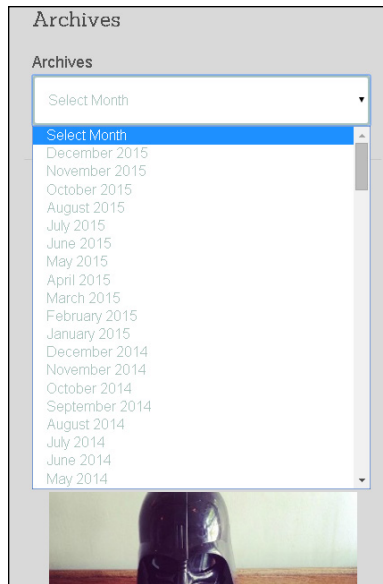 Archives
Archives
Select Month
Select Month
December 2015
November 2015
October 2015
August 2015
July 2015
June 2015
May 2015
April 2015
March 2015
February 2015
January 2015
December 2014
November 2014
October 2014
September 2014
August 2014
July 2014
June 2014
May 2014